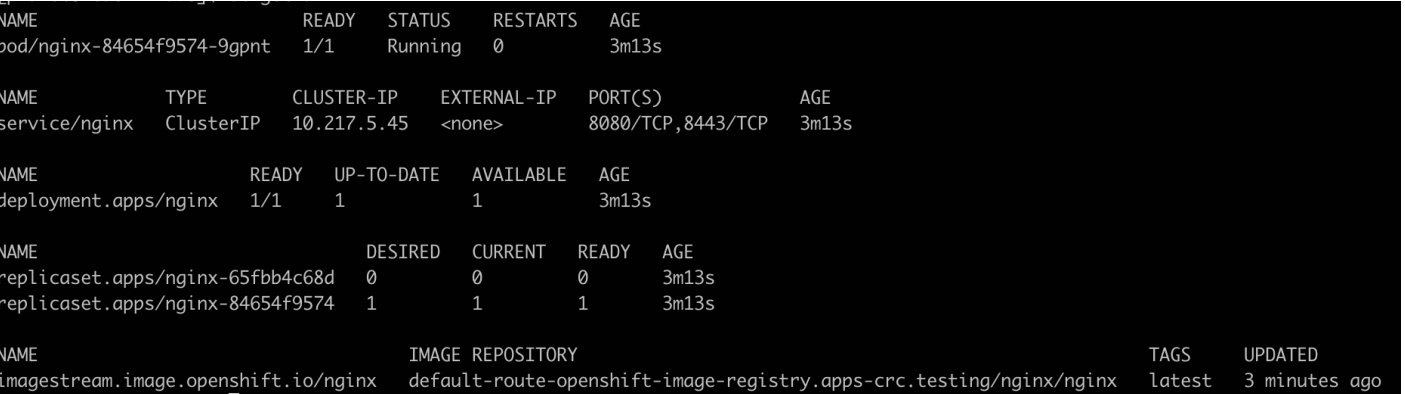 NAME                         READY   STATUS    RESTARTS   AGE
pod/nginx-84654f9574-9gpnt   1/1     Running   0          3m13s
NAME            TYPE        CLUSTER-IP    EXTERNAL-IP   PORT(S)             AGE
service/nginx   ClusterIP   10.217.5.45   <none>        8080/TCP,8443/TCP   3m13s
NAME                    READY   UP-TO-DATE   AVAILABLE   AGE
deployment.apps/nginx   1/1     1            1           3m13s
NAME                               DESIRED   CURRENT   READY   AGE
replicaset.apps/nginx-65fbb4c68d   0         0         0       3m13s
replicaset.apps/nginx-84654f9574   1         1         1       3m13s
NAME                                   IMAGE REPOSITORY                                                      TAGS     UPDATED
imagestream.image.openshift.io/nginx   default-route-openshift-image-registry.apps-crc.testing/nginx/nginx   latest   3 minutes ago